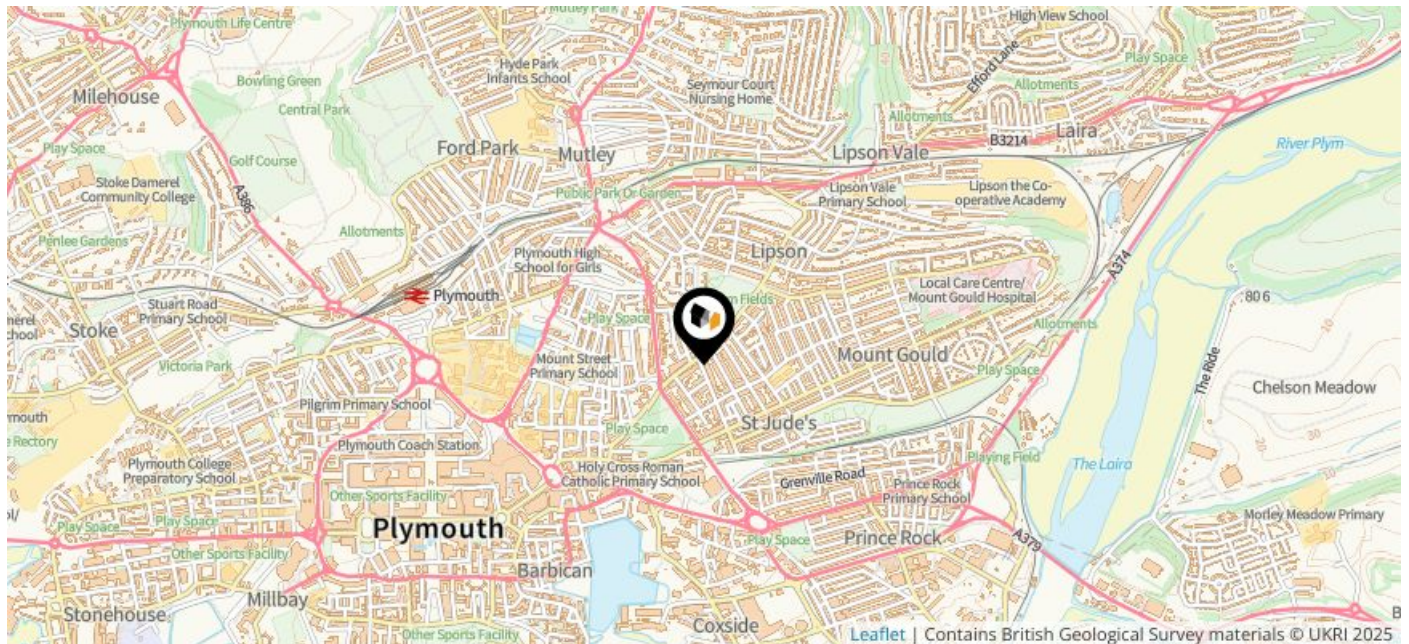 Plymouth Life Centre
Mutley Park
High View School
Play Space
Bowling Green
Hyde Park
Infants School
Seymour Court
Nursing Home
Efford Lane
Allotments
Milehouse
Central Park
Allotments
Laira
River Plym
Play Space
Ford Park
Mutley
Lipson Vale
B3214
Golf Course
Stoke Damerel
Community College
A386
Public Park Or Garden
Lipson Vale
Primary School
Lipson the Co-
operative Academy
Penlee Gardens
Allotments
Plymouth High
School for Girls
Lipson
A374
Plymouth
Fields
Local Care Centre/
Mount Gould Hospital
80 6
Stuart Road
Primary School
Stoke
Play Space
Allotments
10
20
Victoria Park
Mount Street
Primary School
Mount Gould
Play Space
The Ride
Chelson Meadow
Pilgrim Primary School
Play Space
St Jude's
Plymouth Coach Station
30
20
10
Plymouth College
Preparatory School
Holy Cross Roman
Catholic Primary School
Grenville Road
Playing Field
The Laira
Other Sports Facility
Prince Rock
Primary School
Play Space
Play Space
Plymouth
Play Space
Prince Rock
A379
Morley Meadow Primary
Other Sports Facility
Barbican
Millbay
Stonehouse
Other Sports Facility
Coxside
Leaflet | Contains British Geological Survey materials © UKRI 2025